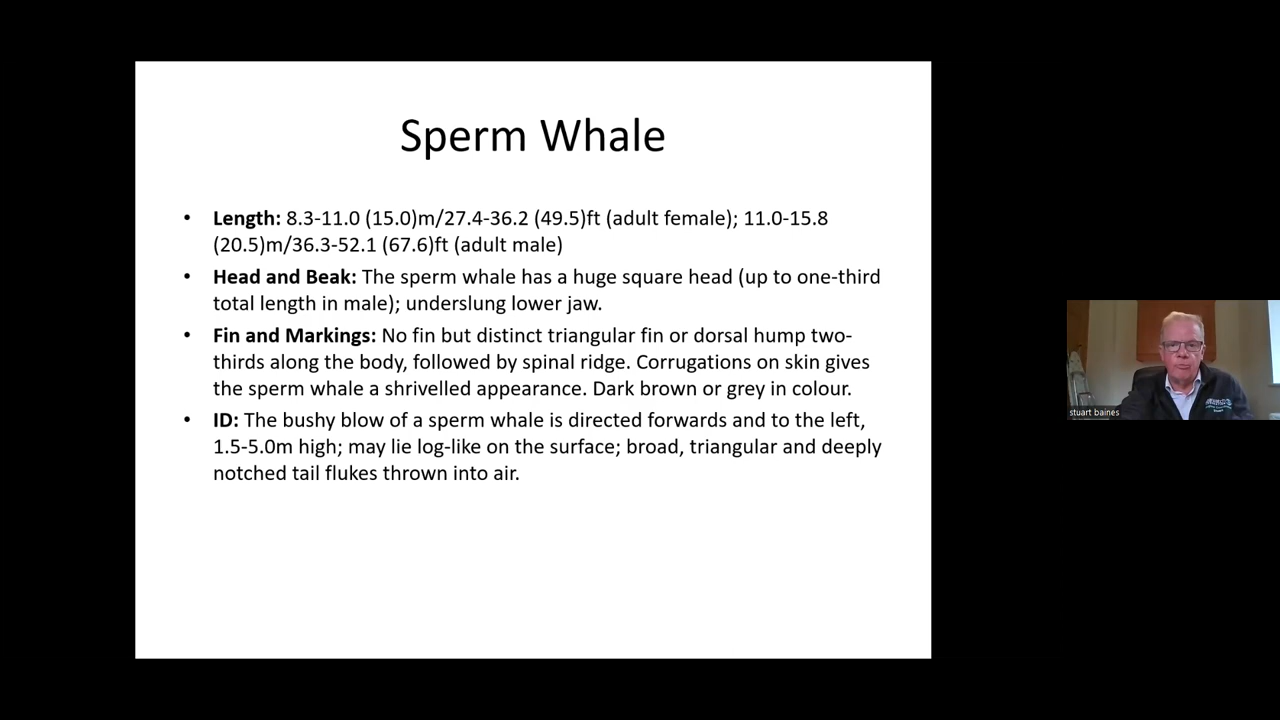 Sperm Whale
• Length: 8.3-11.0 (15.0)m/27.4-36.2 (49.5)ft (adult female); 11.0-15.8
(20.5)m/36.3-52.1 (67.6)ft (adult male)
• Head and Beak: The sperm whale has a huge square head (up to one-third
total length in male); underslung lower jaw.
• Fin and Markings: No fin but distinct triangular fin or dorsal hump two-
thirds along the body, followed by spinal ridge. Corrugations on skin gives
the sperm whale a shrivelled appearance. Dark brown or grey in colour.
• ID: The bushy blow of a sperm whale is directed forwards and to the left,
1.5-5.0m high; may lie log-like on the surface; broad, triangular and deeply
notched tail flukes thrown into air.
stuart baines